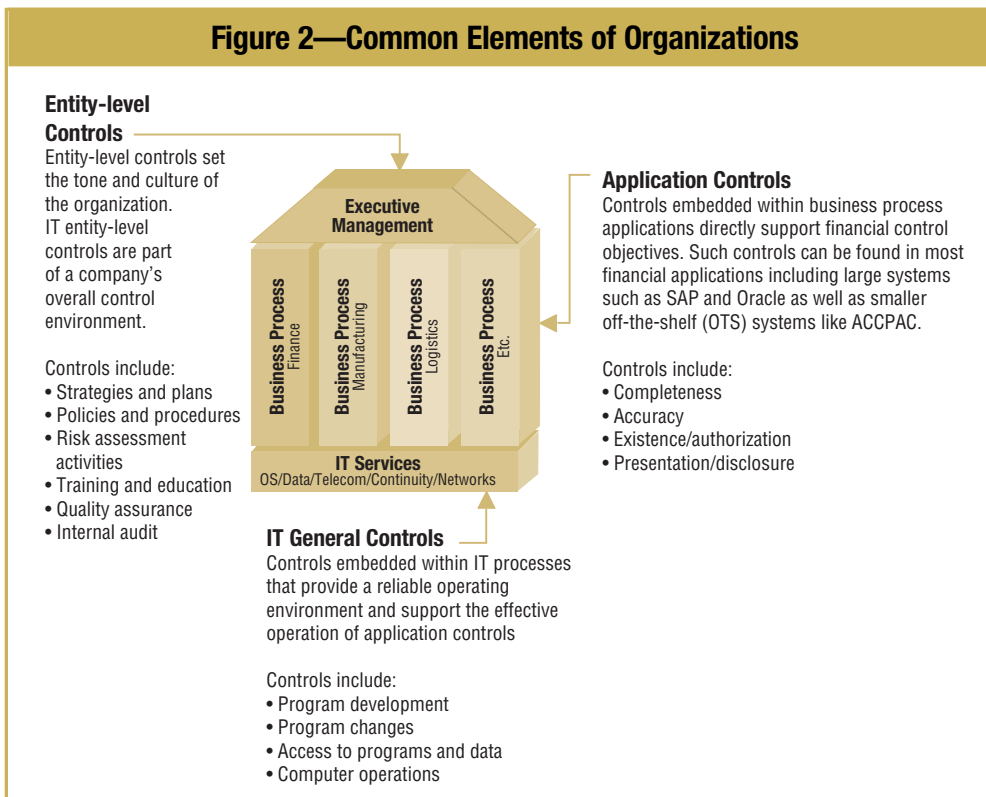 Figure 2—Common Elements of Organizations
Entity-level
Controls
Entity-level controls set
the tone and culture of
the organization.
IT entity-level
controls are part
of a company's
overall control
environment.
Controls include:
• Strategies and plans
• Policies and procedures
• Risk assessment
activities
• Training and education
• Quality assurance
• Internal audit
Executive
Management
Business Process
Finance
Business Process
Manufacturing
Business Process
Logistics
Business Process
Etc.
IT Services
OS/Data/Telecom/Continuity/Networks
Application Controls
Controls embedded within business process
applications directly support financial control
objectives. Such controls can be found in most
financial applications including large systems
such as SAP and Oracle as well as smaller
off-the-shelf (OTS) systems like ACCPAC.
Controls include:
• Completeness
• Accuracy
• Existence/authorization
• Presentation/disclosure
IT General Controls
Controls embedded within IT processes
that provide a reliable operating
environment and support the effective
operation of application controls
Controls include:
• Program development
• Program changes
• Access to programs and data
• Computer operations